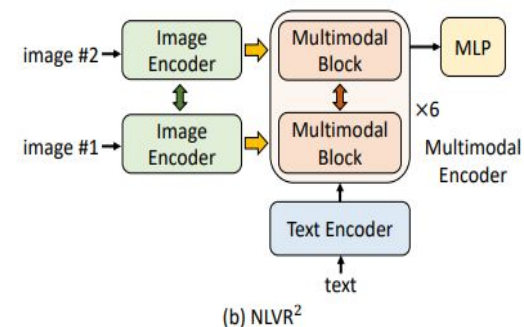 image #2
Image
Encoder
Multimodal
Block
MLP
×6
image #1
Image
Encoder
Multimodal
Block
Multimodal
Encoder
Text Encoder
text
(b) NLVR²